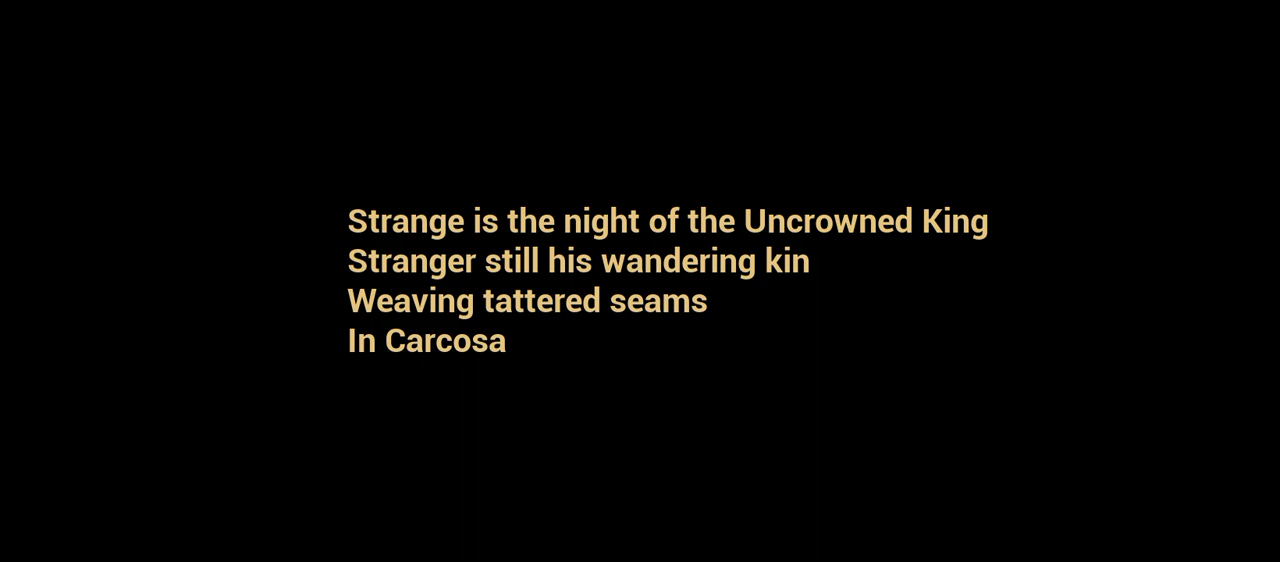 Strange is the night of the Uncrowned King
Stranger still his wandering kin
Weaving tattered seams
In Carcosa